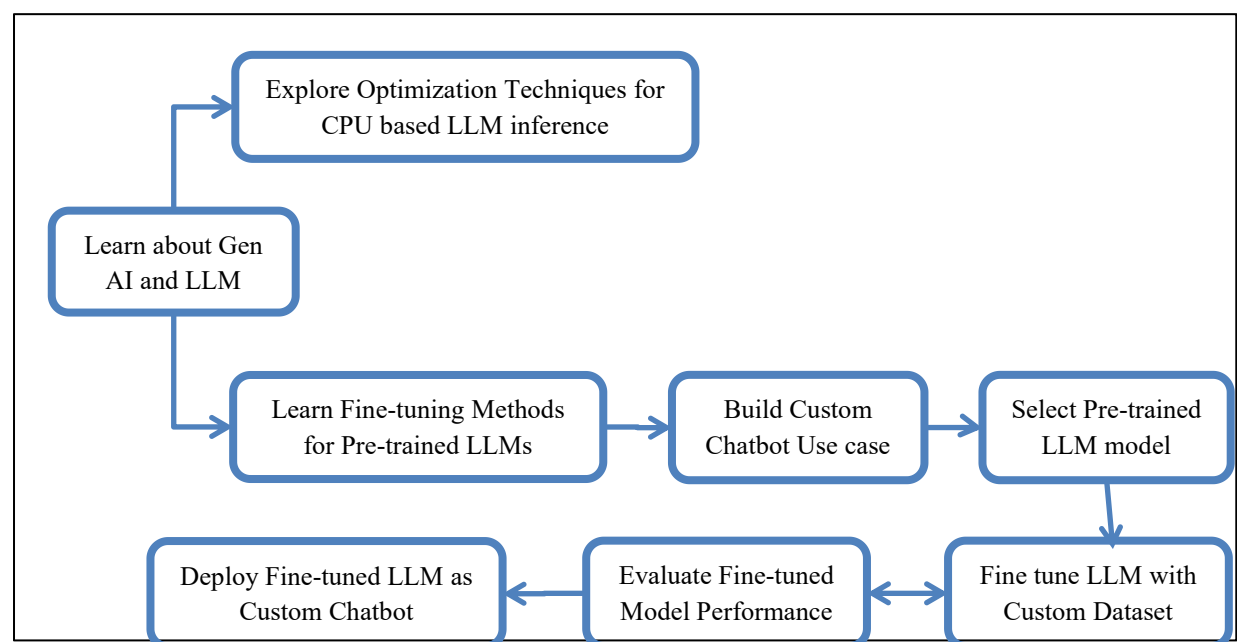 Explore Optimization Techniques for
CPU based LLM inference
Learn about Gen
AI and LLM
Learn Fine-tuning Methods
for Pre-trained LLMs
Build Custom
Chatbot Use case
Select Pre-trained
LLM model
Deploy Fine-tuned LLM as
Custom Chatbot
Evaluate Fine-tuned
Model Performance
Fine tune LLM with
Custom Dataset